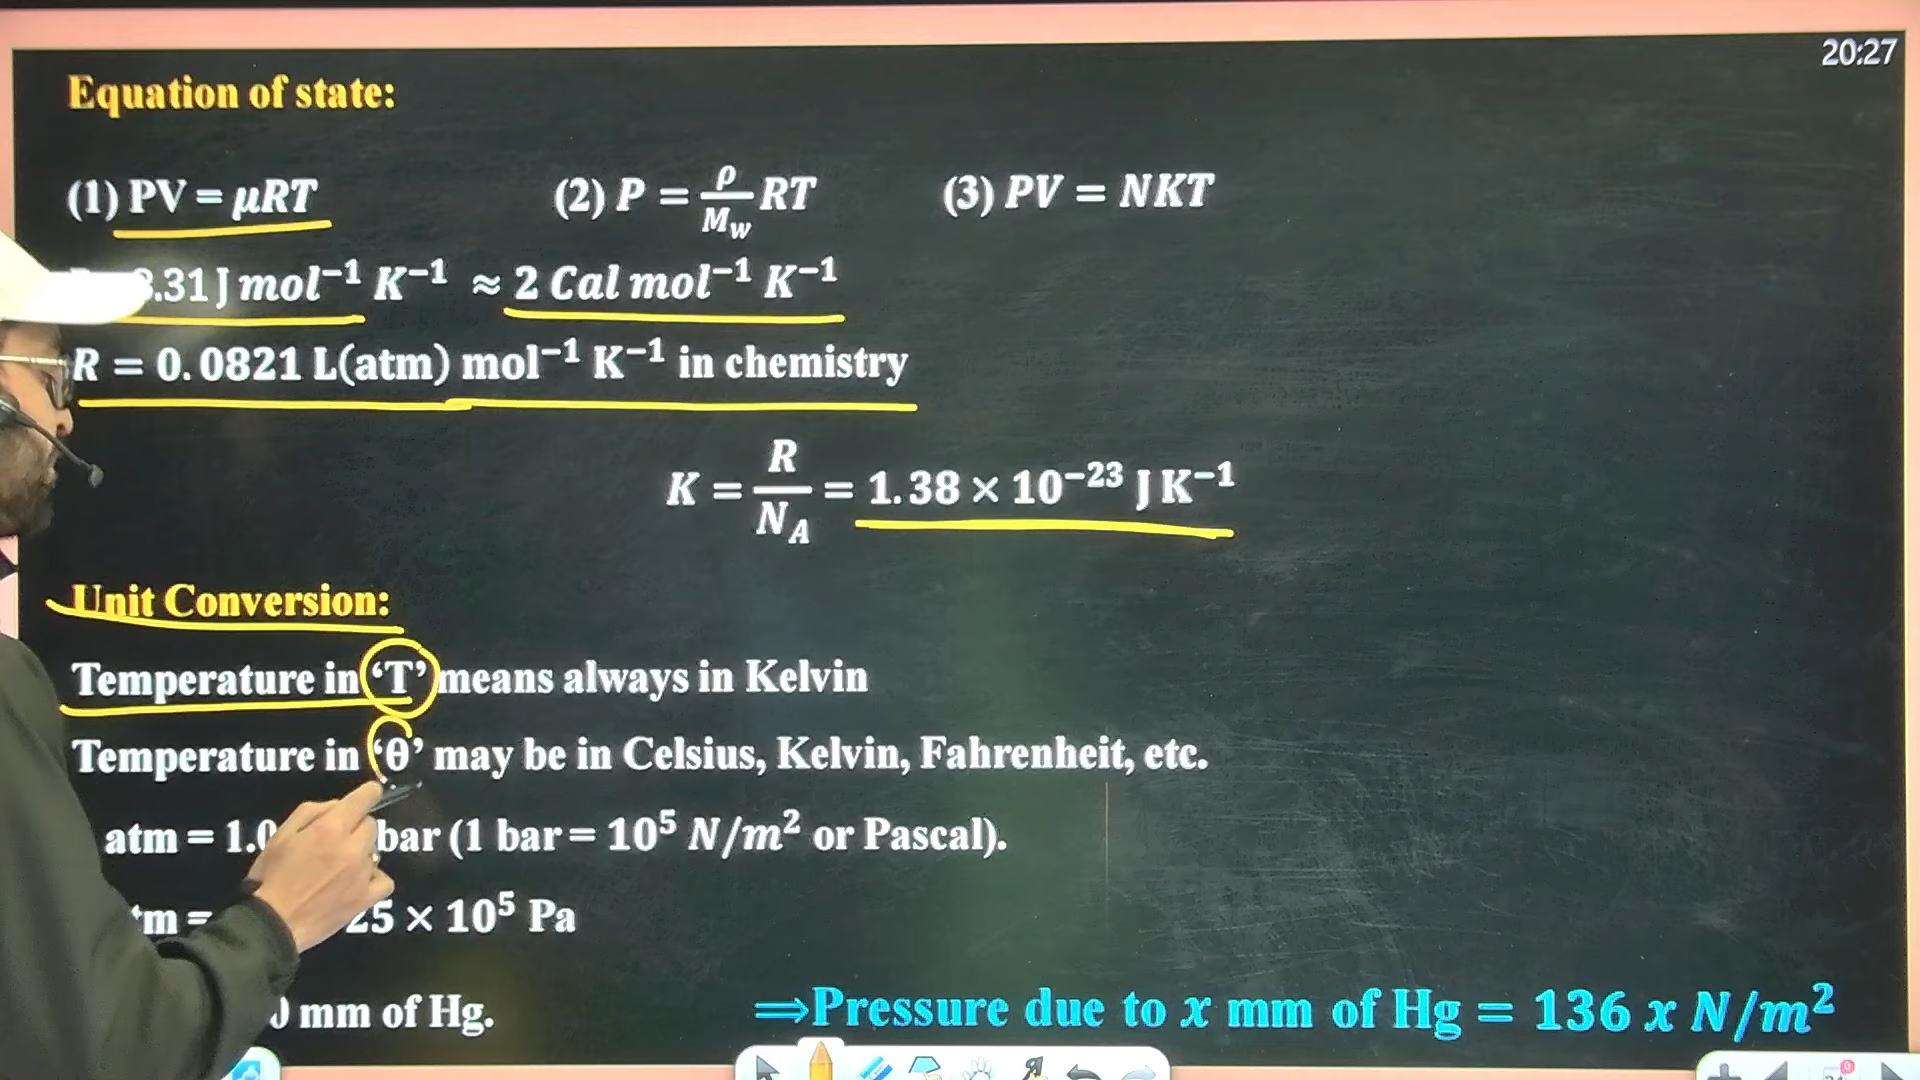 20:27
Equation of state:
(1) PV = μRT (2) P = ρ/M_w RT (3) PV = NKT
.31 J mol⁻¹ K⁻¹ ≈ 2 Cal mol⁻¹ K⁻¹
R = 0.0821 L(atm) mol⁻¹ K⁻¹ in chemistry
K = R/N_A = 1.38 × 10⁻²³ J K⁻¹
Unit Conversion:
Temperature in ‘T’ means always in Kelvin
Temperature in ‘θ’ may be in Celsius, Kelvin, Fahrenheit, etc.
atm = 1.0 bar (1 bar = 10⁵ N/m² or Pascal).
tm = 25 × 10⁵ Pa
0 mm of Hg.
⇒Pressure due to x mm of Hg = 136 x N/m²